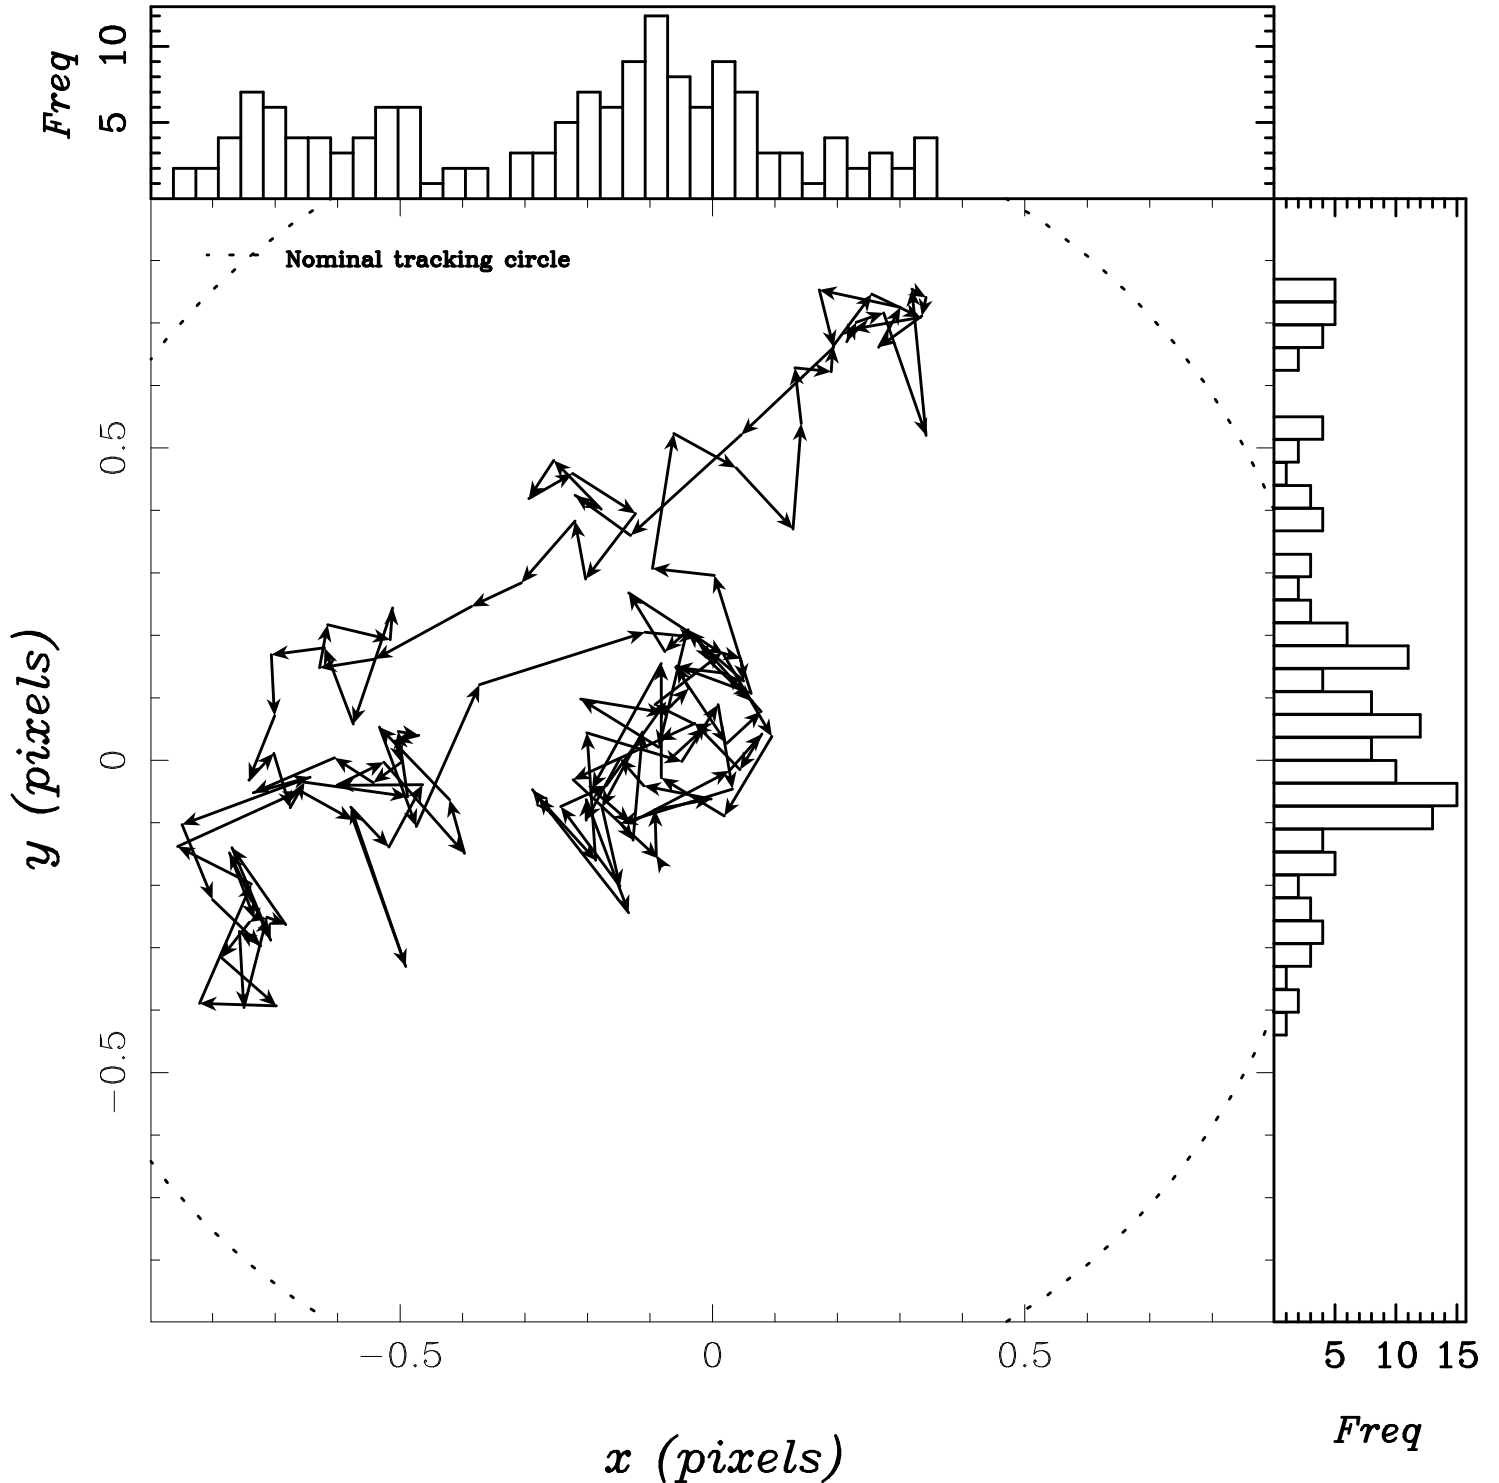 Freq
10
5
Nominal tracking circle
y (pixels)
0.5
0
−0.5
−0.5 0 0.5
5 10 15
x (pixels)
Freq